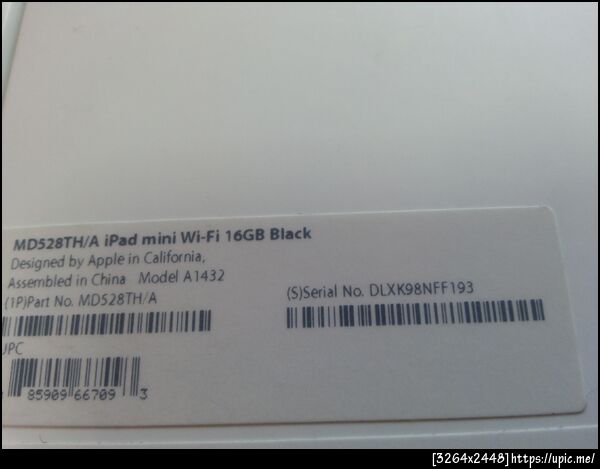 MD528TH/A iPad mini Wi-Fi 16GB Black
Designed by Apple in California,
Assembled in China Model A1432
(1P)Part No. MD528TH/A
(S)Serial No. DLXK98NFF193
UPC
85909 66709 3
[3264x2448]https://upic.me/